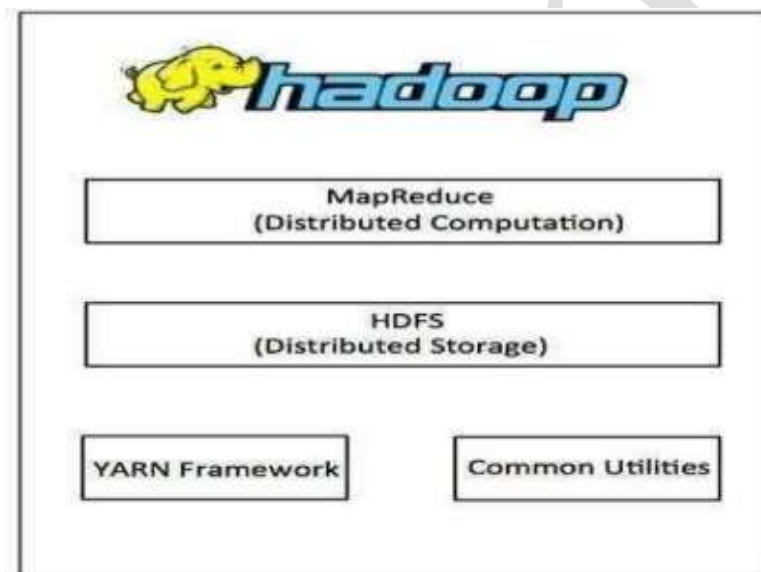 hadoop
MapReduce
(Distributed Computation)
HDFS
(Distributed Storage)
YARN Framework
Common Utilities